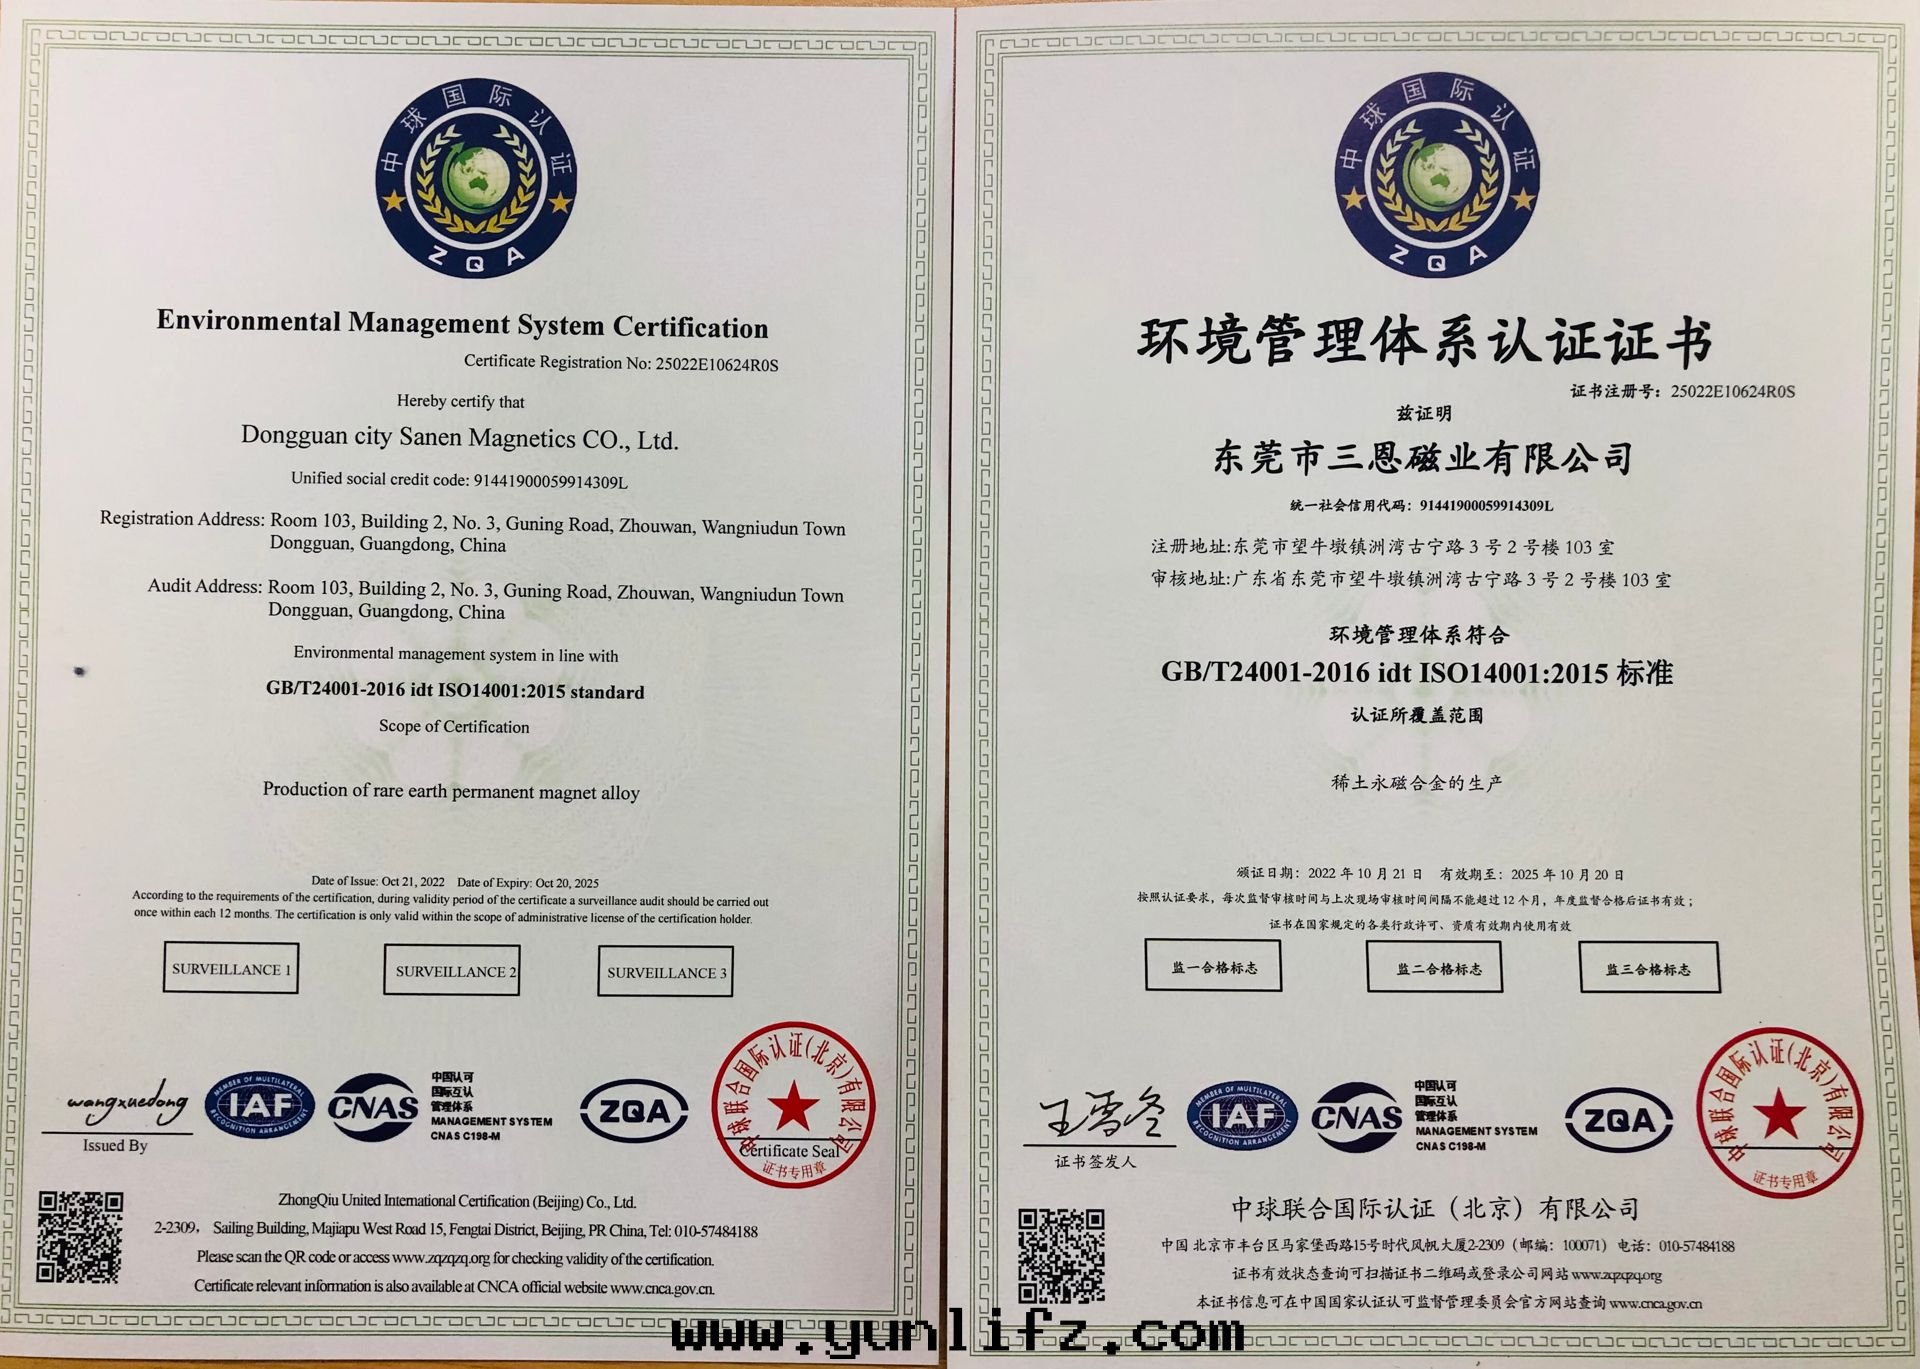 中球国际认证
ZQA
Environmental Management System Certification
Certificate Registration No: 25022E10624R0S
Hereby certify that
Dongguan city Sanen Magnetics CO., Ltd.
Unified social credit code: 91441900059914309L
Registration Address: Room 103, Building 2, No. 3, Guning Road, Zhouwan, Wangniudun Town
Dongguan, Guangdong, China
Audit Address: Room 103, Building 2, No. 3, Guning Road, Zhouwan, Wangniudun Town
Dongguan, Guangdong, China
Environmental management system in line with
GB/T24001-2016 idt ISO14001:2015 standard
Scope of Certification
Production of rare earth permanent magnet alloy
Date of Issue: Oct 21, 2022 Date of Expiry: Oct 20, 2025
According to the requirements of the certification, during validity period of the certificate a surveillance audit should be carried out
once within each 12 months. The certification is only valid within the scope of administrative license of the certification holder.
SURVEILLANCE 1
SURVEILLANCE 2
SURVEILLANCE 3
wangxuedong
Issued By
MEMBER OF MULTILATERAL
IAF
RECOGNITION ARRANGEMENT
CNAS
中国认可
国际互认
管理体系
MANAGEMENT SYSTEM
CNAS C198-M
ZQA
中球联合国际认证(北京)有限公司
Certificate Seal
证书专用章
ZhongQiu United International Certification (Beijing) Co., Ltd.
2-2309， Sailing Building, Majiapu West Road 15, Fengtai District, Beijing, PR China, Tel: 010-57484188
Please scan the QR code or access www.zqzqzq.org for checking validity of the certification.
Certificate relevant information is also available at CNCA official website www.cnca.gov.cn.
中球国际认证
ZQA
环境管理体系认证证书
证书注册号：25022E10624R0S
兹证明
东莞市三恩磁业有限公司
统一社会信用代码：91441900059914309L
注册地址:东莞市望牛墩镇洲湾古宁路 3 号 2 号楼 103 室
审核地址:广东省东莞市望牛墩镇洲湾古宁路 3 号 2 号楼 103 室
环境管理体系符合
GB/T24001-2016 idt ISO14001:2015 标准
认证所覆盖范围
稀土永磁合金的生产
颁证日期：2022 年 10 月 21 日 有效期至：2025 年 10 月 20 日
按照认证要求，每次监督审核时间与上次现场审核时间间隔不能超过 12 个月，年度监督合格后证书有效；
证书在国家规定的各类行政许可、资质有效期内使用有效
监一合格标志
监二合格标志
监三合格标志
王雪冬
证书签发人
MEMBER OF MULTILATERAL
IAF
RECOGNITION ARRANGEMENT
CNAS
中国认可
国际互认
管理体系
MANAGEMENT SYSTEM
CNAS C198-M
ZQA
中球联合国际认证(北京)有限公司
证书专用章
中球联合国际认证（北京）有限公司
中国 北京市丰台区马家堡西路15号时代风帆大厦2-2309（邮编：100071）电话：010-57484188
证书有效状态查询可扫描证书二维码或登录公司网站 www.zqzqzq.org
本证书信息可在中国国家认证认可监督管理委员会官方网站查询 www.cnca.gov.cn
www.yunlifz.com